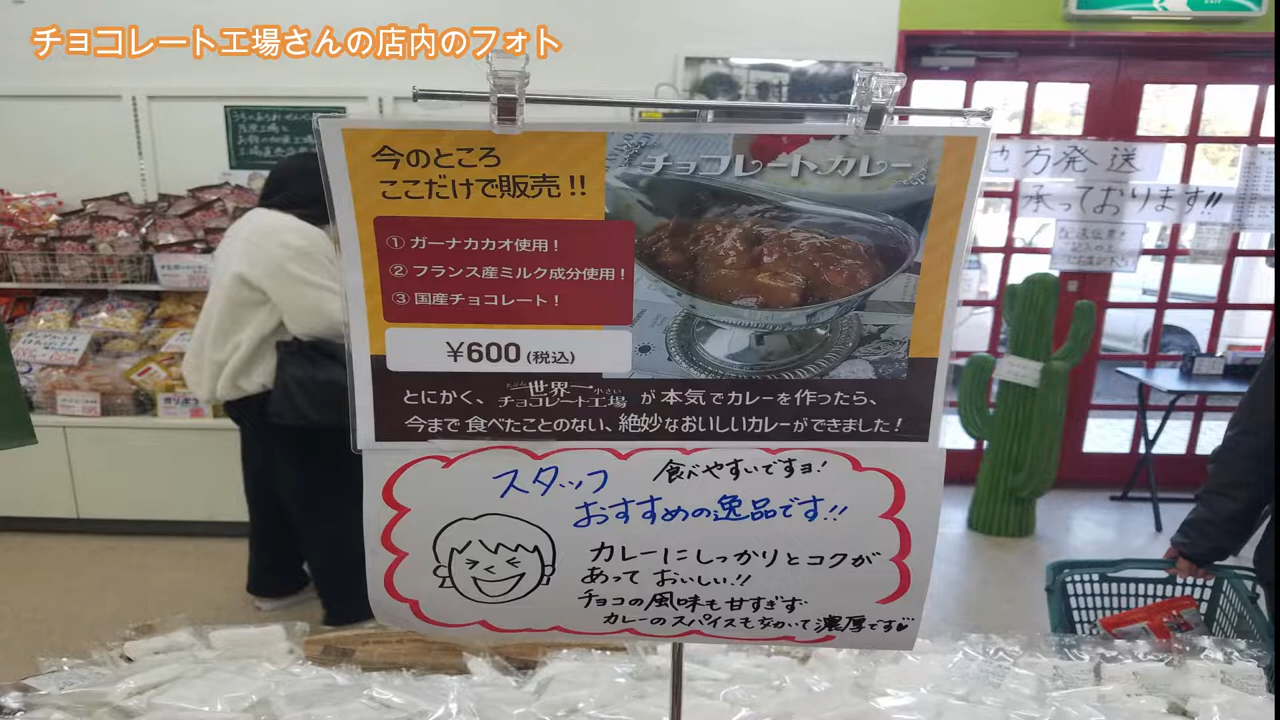 チョコレート工場さんの店内のフォト
今のところ
ここだけで販売!!
チョコレートカレー
① ガーナカカオ使用!
② フランス産ミルク成分使用!
③ 国産チョコレート!
¥600(税込)
とにかく、たぶん世界一小さいチョコレート工場が本気でカレーを作ったら、
今まで食べたことのない、絶妙なおいしいカレーができました!
スタッフ 食べやすいですヨ!
おすすめの逸品です!!
カレーにしっかりとコクが
あって おいしい!!
チョコの風味も甘すぎず
カレーのスパイスも効いて濃厚です♡
地方発送
承っております!!